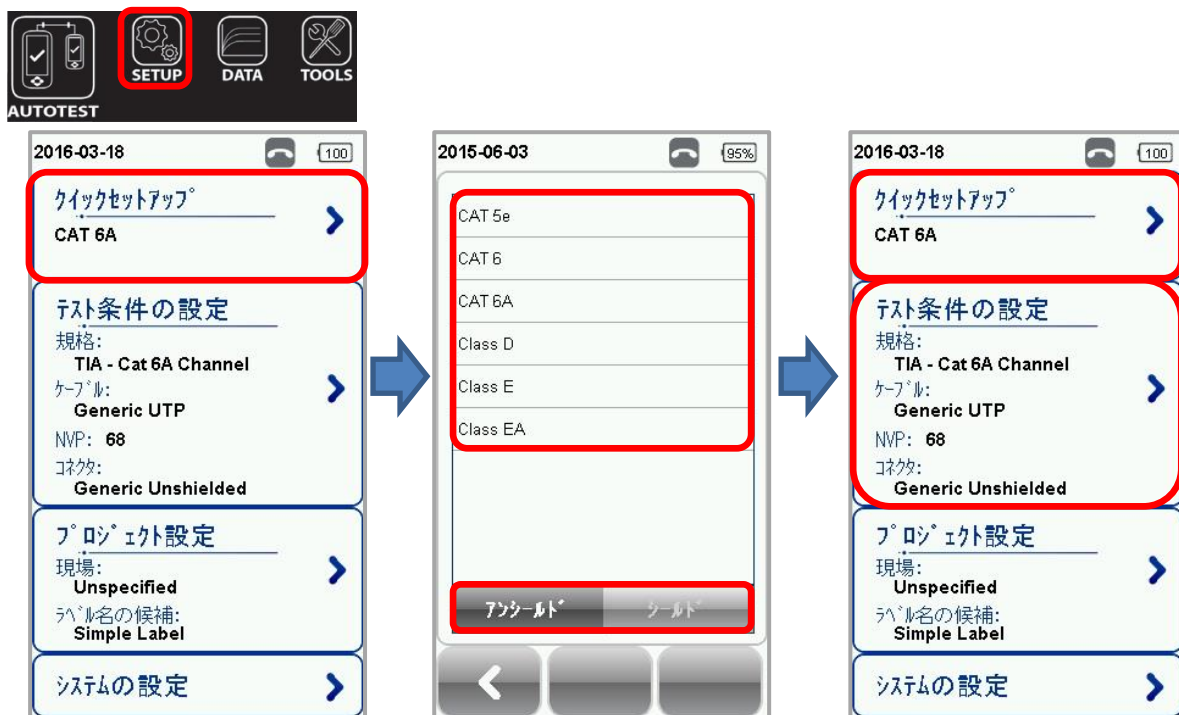 SETUP
DATA
TOOLS
AUTOTEST
2016-03-18
100
クイックセットアップ
CAT 6A
テスト条件の設定
規格:
TIA - Cat 6A Channel
ケーブル:
Generic UTP
NVP: 68
コネクタ:
Generic Unshielded
プロジェクト設定
現場:
Unspecified
ラベル名の候補:
Simple Label
システムの設定
2015-06-03
95%
CAT 5e
CAT 6
CAT 6A
Class D
Class E
Class EA
アンシールド
シールド
2016-03-18
100
クイックセットアップ
CAT 6A
テスト条件の設定
規格:
TIA - Cat 6A Channel
ケーブル:
Generic UTP
NVP: 68
コネクタ:
Generic Unshielded
プロジェクト設定
現場:
Unspecified
ラベル名の候補:
Simple Label
システムの設定